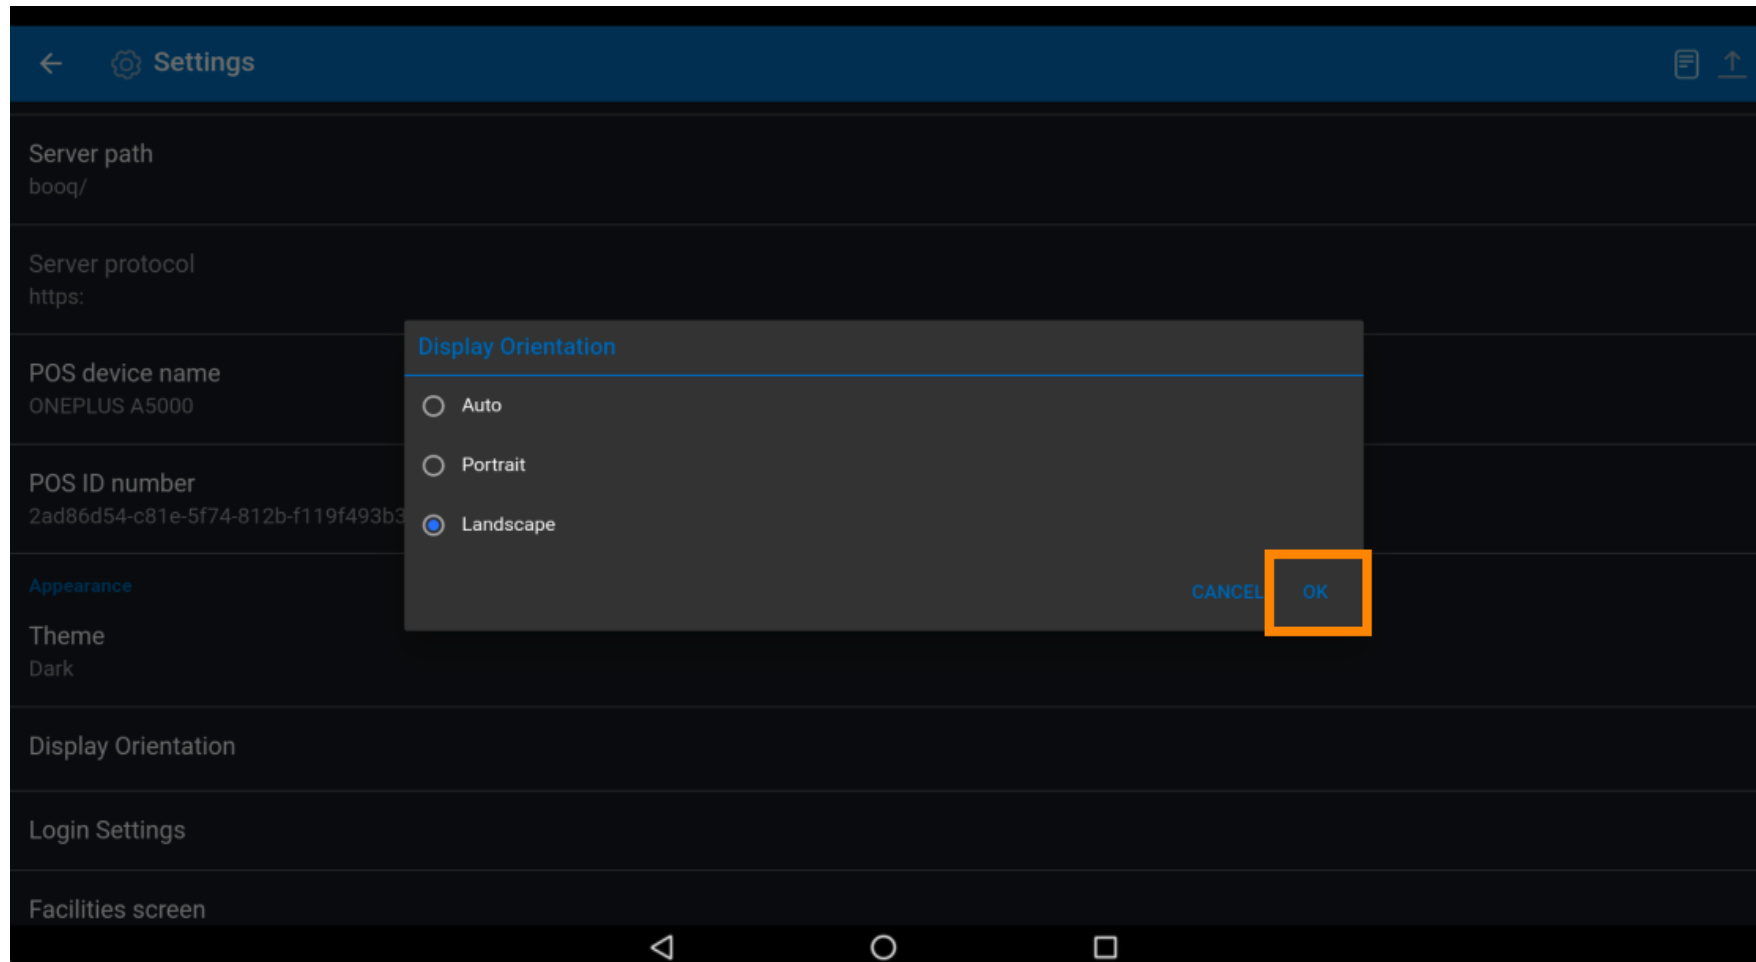 Settings
Server path
booq/
Server protocol
https:
POS device name
ONEPLUS A5000
POS ID number
2ad86d54-c81e-5f74-812b-f119f493b3
Appearance
Theme
Dark
Display Orientation
Login Settings
Facilities screen
Display Orientation
Auto
Portrait
Landscape
CANCEL OK